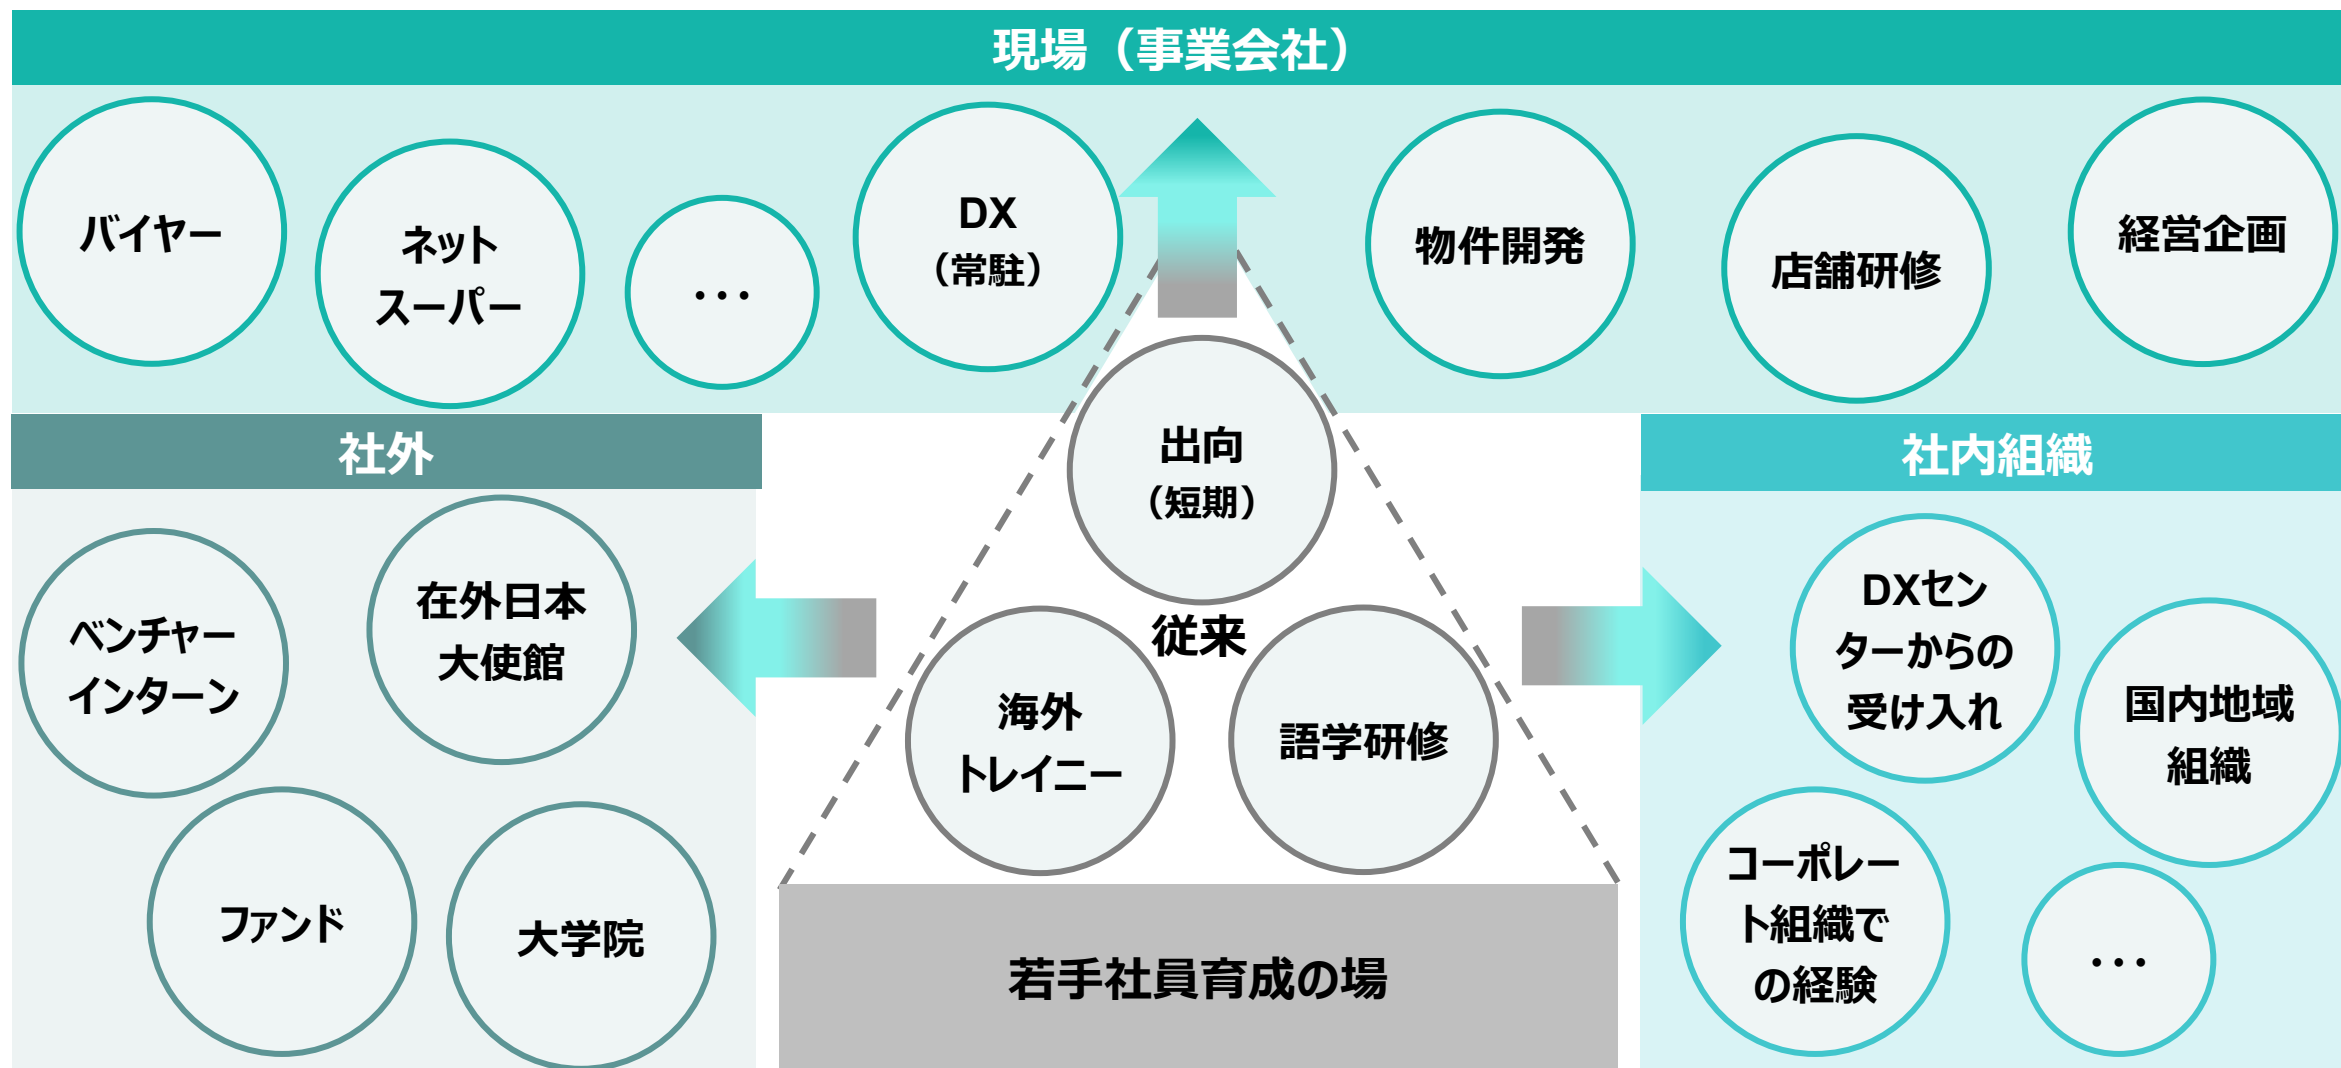 現場（事業会社）
バイヤー
ネット
スーパー
・・・
DX
（常駐）
物件開発
店舗研修
経営企画
社外
ベンチャー
インターン
在外日本
大使館
ファンド
大学院
出向
（短期）
従来
海外
トレイニー
語学研修
若手社員育成の場
社内組織
DXセン
ターからの
受け入れ
国内地域
組織
コーポレー
ト組織で
の経験
・・・